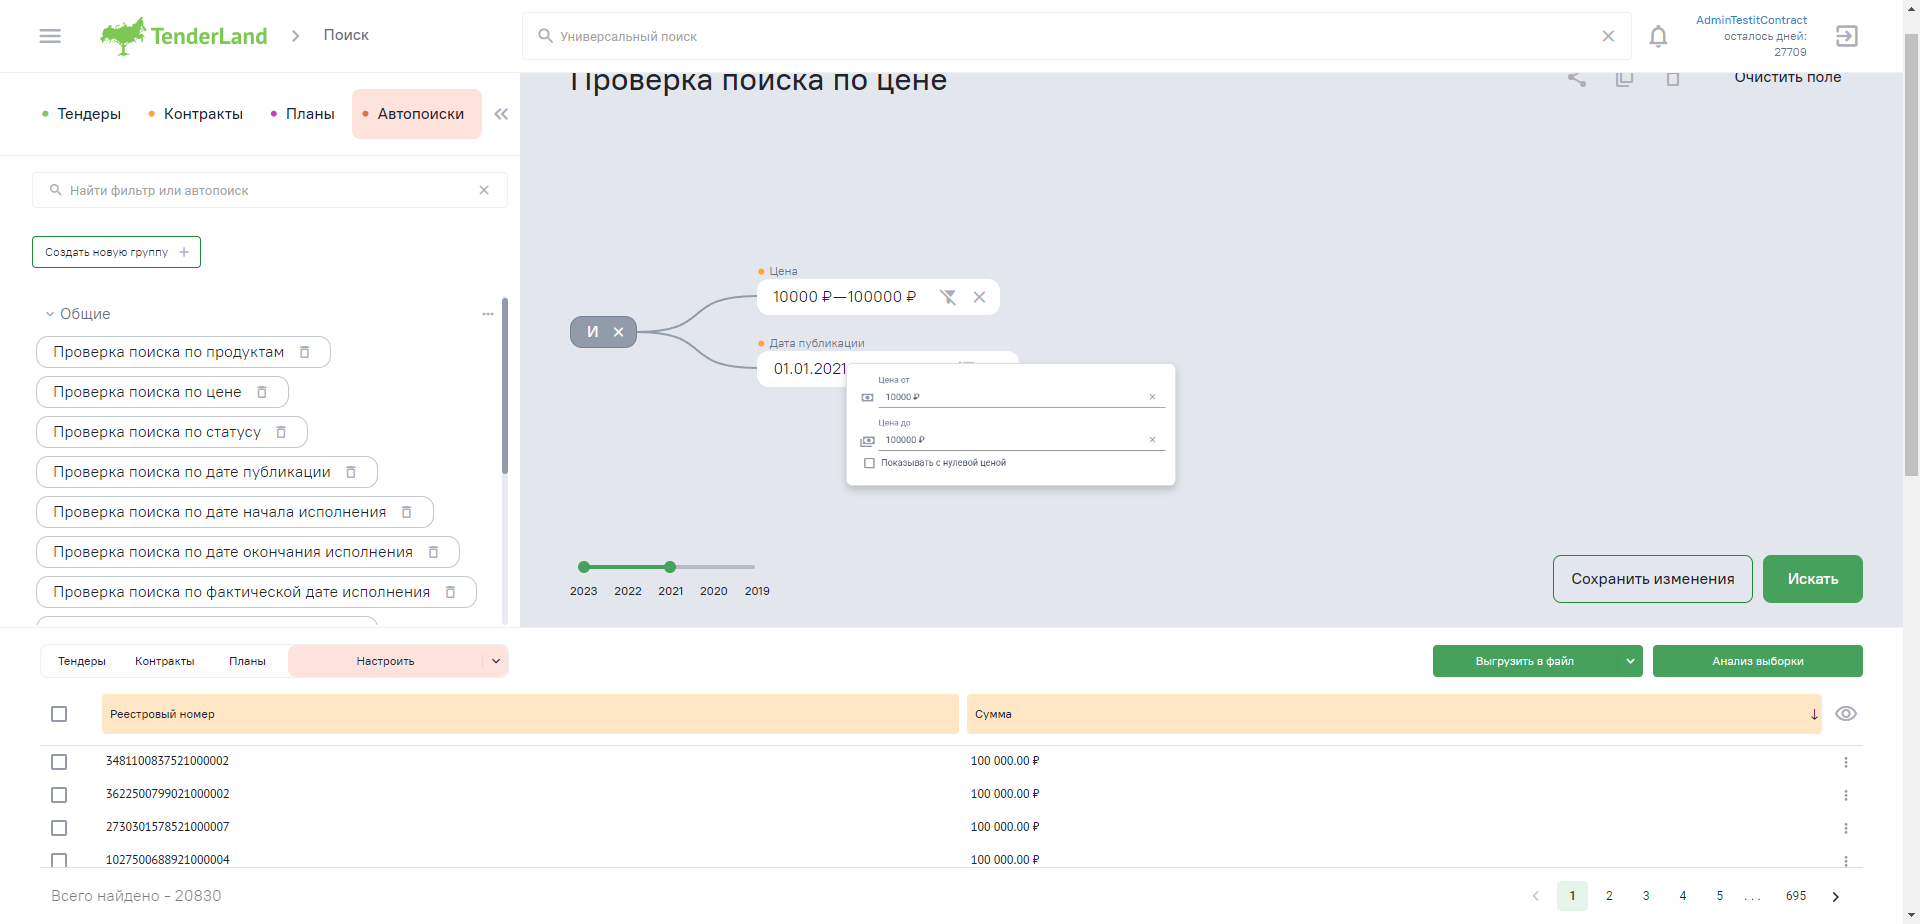 TenderLand
Поиск
Универсальный поиск
AdminTestitContract
осталось дней:
27709
Тендеры
Контракты
Планы
Автопоиски
Проверка поиска по цене
Очистить поле
Найти фильтр или автопоиск
Создать новую группу
Общие
Проверка поиска по продуктам
Проверка поиска по цене
Проверка поиска по статусу
Проверка поиска по дате публикации
Проверка поиска по дате начала исполнения
Проверка поиска по дате окончания исполнения
Проверка поиска по фактической дате исполнения
Цена
10000 ₽—100000 ₽
И
Дата публикации
01.01.2021
Цена от
10000 ₽
Цена до
100000 ₽
Показывать с нулевой ценой
2023 2022 2021 2020 2019
Сохранить изменения
Искать
Тендеры
Контракты
Планы
Настроить
Выгрузить в файл
Анализ выборки
Реестровый номер
Сумма
3481100837521000002 100 000.00 ₽
3622500799021000002 100 000.00 ₽
2730301578521000007 100 000.00 ₽
1027500688921000004 100 000.00 ₽
Всего найдено - 20830
1 2 3 4 5 ... 695